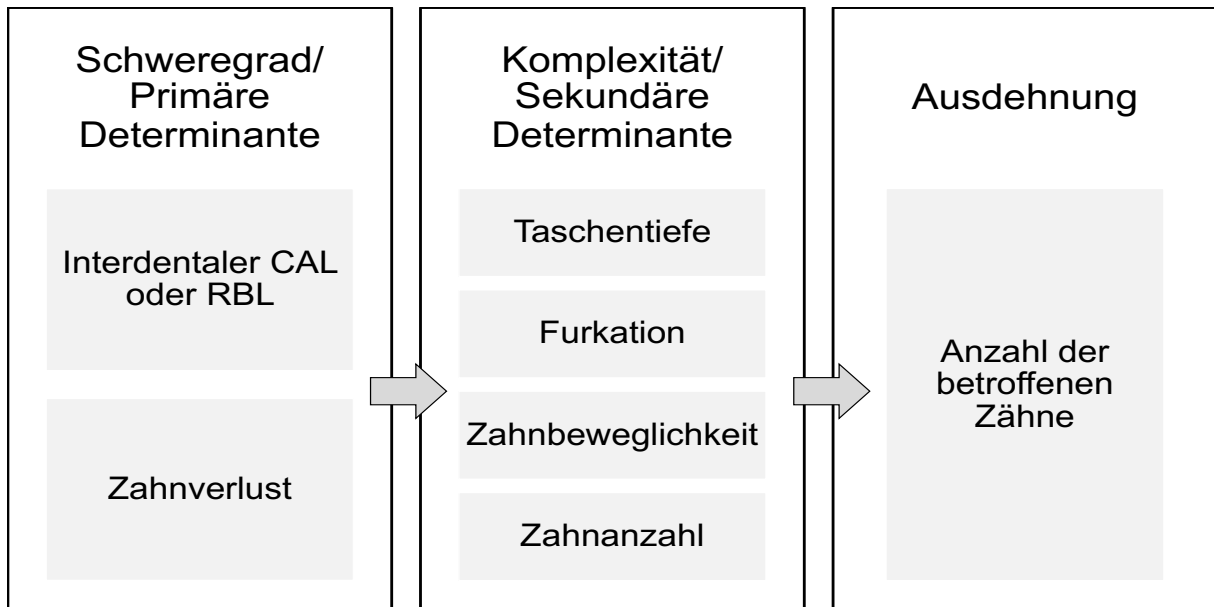 Schweregrad/
Primäre
Determinante
Interdentaler CAL
oder RBL
Zahnverlust
Komplexität/
Sekundäre
Determinante
Taschentiefe
Furkation
Zahnbeweglichkeit
Zahnanzahl
Ausdehnung
Anzahl der
betroffenen
Zähne